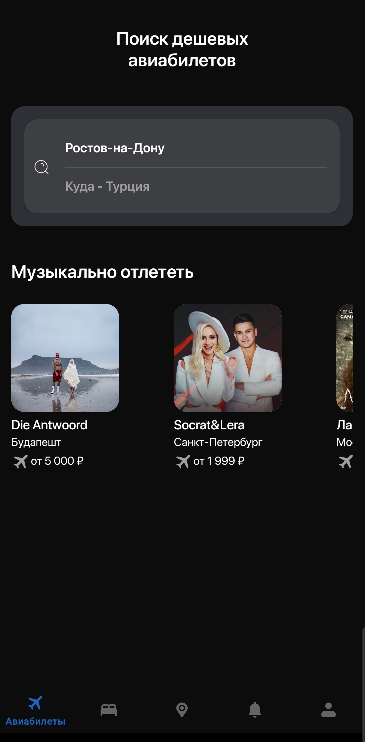 Поиск дешевых
авиабилетов
Ростов-на-Дону
Куда - Турция
Музыкально отлететь
Die Antwoord
Socrat&Lera
Ла
Будапешт
Санкт-Петербург
от 5 000 ₽
от 1 999 ₽
Авиабилеты